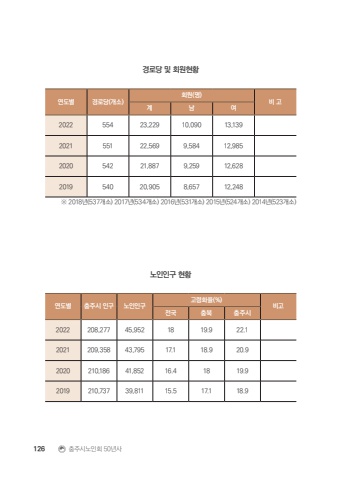 경로당 및 회원현황
연도별 경로당(개소) 회원(명) 비 고
계 남 여
2022 554 23,229 10,090 13,139
2021 551 22,569 9,584 12,985
2020 542 21,887 9,259 12,628
2019 540 20,905 8,657 12,248
※ 2018년(537개소) 2017년(534개소) 2016년(531개소) 2015년(524개소) 2014년(523개소)
노인인구 현황
연도별 충주시 인구 노인인구 고령화율(%) 비고
전국 충북 충주시
2022 208,277 45,952 18 19.9 22.1
2021 209,358 43,795 17.1 18.9 20.9
2020 210,186 41,852 16.4 18 19.9
2019 210,737 39,811 15.5 17.1 18.9
126 충주시노인회 50년사